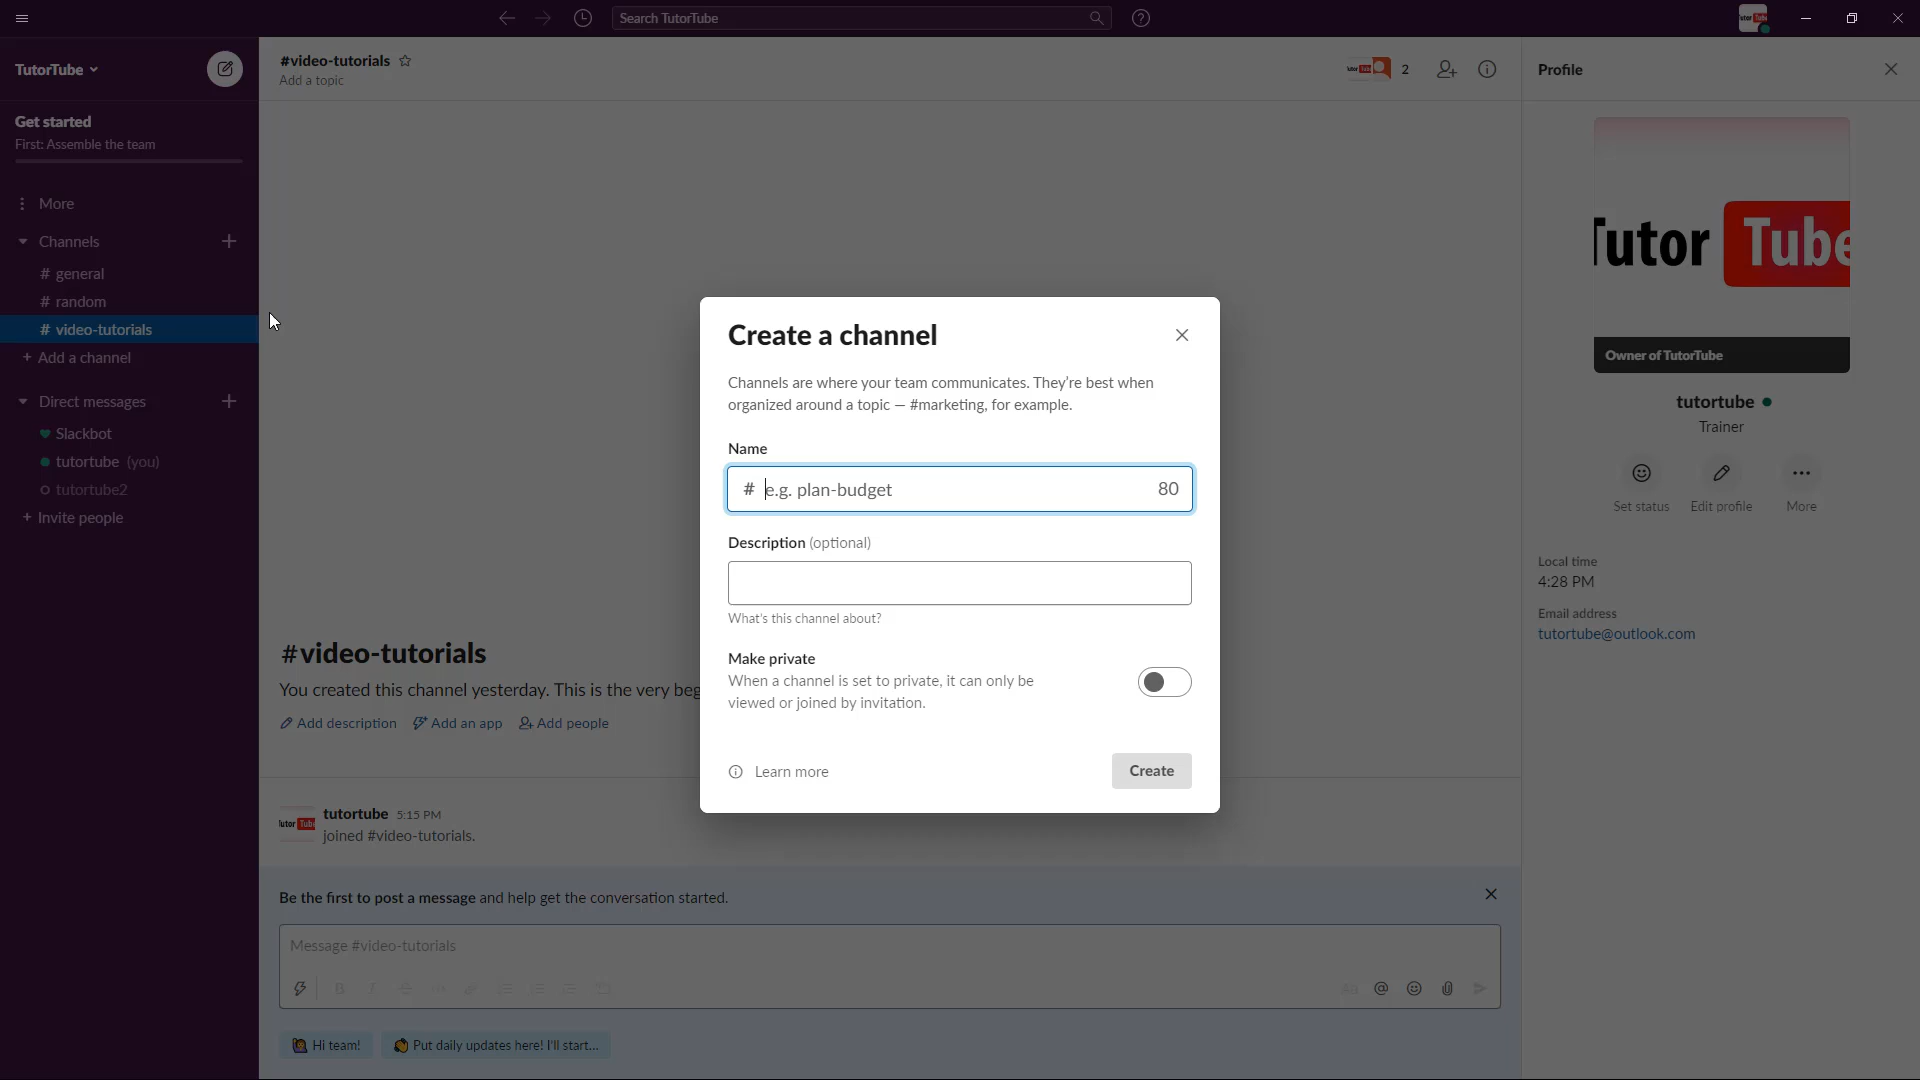 Search TutorTube
TutorTube
#video-tutorials
Add a topic
2
Profile
Get started
First: Assemble the team
More
Channels
# general
# random
# video-tutorials
+ Add a channel
Direct messages
Slackbot
tutortube (you)
tutortube2
+ Invite people
Create a channel
Channels are where your team communicates. They're best when
organized around a topic — #marketing, for example.
Name
# e.g. plan-budget 80
Description (optional)
What's this channel about?
Make private
When a channel is set to private, it can only be
viewed or joined by invitation.
Learn more
Create
#video-tutorials
You created this channel yesterday. This is the very beg
Add description Add an app Add people
tutortube 5:15 PM
joined #video-tutorials.
Be the first to post a message and help get the conversation started.
Message #video-tutorials
Hi team! Put daily updates here! I'll start...
Tutor Tube
Owner of TutorTube
tutortube
Trainer
Set status Edit profile More
Local time
4:28 PM
Email address
tutortube@outlook.com